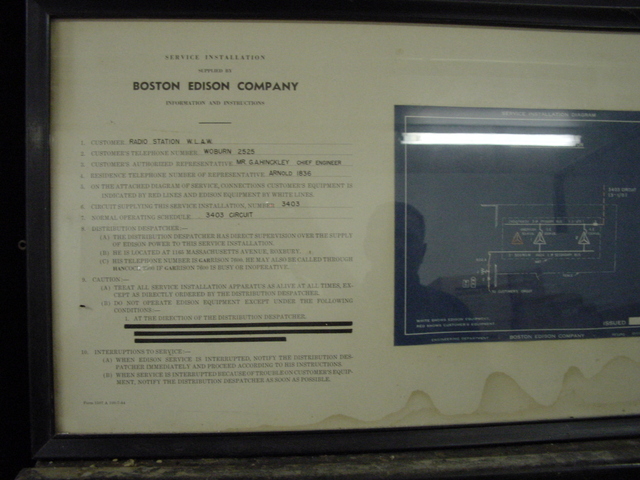 SERVICE INSTALLATION
SUPPLIED BY
BOSTON EDISON COMPANY
INFORMATION AND INSTRUCTIONS
1. CUSTOMER, RADIO STATION W.L.A.W.
2. CUSTOMER'S TELEPHONE NUMBER, WOBURN 2525
3. CUSTOMER'S AUTHORIZED REPRESENTATIVE, MR. G.A. HINCKLEY CHIEF ENGINEER
4. RESIDENCE TELEPHONE NUMBER OF REPRESENTATIVE, ARNOLD 1836
5. ON THE ATTACHED DIAGRAM OF SERVICE, CONNECTIONS CUSTOMER'S EQUIPMENT IS
INDICATED BY RED LINES AND EDISON EQUIPMENT BY WHITE LINES.
6. CIRCUIT SUPPLYING THIS SERVICE INSTALLATION, NUMBER 3403
7. NORMAL OPERATING SCHEDULE 3403 CIRCUIT
8. DISTRIBUTION DESPATCHER:—
(A) THE DISTRIBUTION DESPATCHER HAS DIRECT SUPERVISION OVER THE SUPPLY
OF EDISON POWER TO THIS SERVICE INSTALLATION.
(B) HE IS LOCATED AT 1165 MASSACHUSETTS AVENUE, ROXBURY.
(C) HIS TELEPHONE NUMBER IS HE MAY ALSO BE CALLED THROUGH
IF IS BUSY OR INOPERATIVE.
9. CAUTION:—
(A) TREAT ALL SERVICE INSTALLATION APPARATUS AS ALIVE AT ALL TIMES, EX-
CEPT AS DIRECTLY ORDERED BY THE DISTRIBUTION DESPATCHER.
(B) DO NOT OPERATE EDISON EQUIPMENT EXCEPT UNDER THE FOLLOWING
CONDITIONS:—
1. AT THE DIRECTION OF THE DISTRIBUTION DESPATCHER.
10. INTERRUPTIONS TO SERVICE:—
(A) WHEN EDISON SERVICE IS INTERRUPTED, NOTIFY THE DISTRIBUTION DES-
PATCHER IMMEDIATELY AND PROCEED ACCORDING TO HIS INSTRUCTIONS.
(B) WHEN SERVICE IS INTERRUPTED BECAUSE OF TROUBLE ON CUSTOMER'S EQUIP-
MENT, NOTIFY THE DISTRIBUTION DESPATCHER AS SOON AS POSSIBLE.
SERVICE INSTALLATION DIAGRAM
3403 CIRCUIT
ISSUED
BOSTON EDISON COMPANY